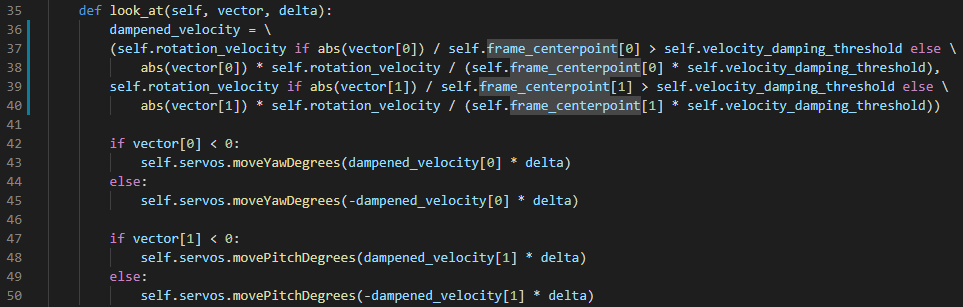 35 def look_at(self, vector, delta):
36 dampened_velocity = \
37 (self.rotation_velocity if abs(vector[0]) / self.frame_centerpoint[0] > self.velocity_damping_threshold else \
38 abs(vector[0]) * self.rotation_velocity / (self.frame_centerpoint[0] * self.velocity_damping_threshold),
39 self.rotation_velocity if abs(vector[1]) / self.frame_centerpoint[1] > self.velocity_damping_threshold else \
40 abs(vector[1]) * self.rotation_velocity / (self.frame_centerpoint[1] * self.velocity_damping_threshold))
41
42 if vector[0] < 0:
43 self.servos.moveYawDegrees(dampened_velocity[0] * delta)
44 else:
45 self.servos.moveYawDegrees(-dampened_velocity[0] * delta)
46
47 if vector[1] < 0:
48 self.servos.movePitchDegrees(dampened_velocity[1] * delta)
49 else:
50 self.servos.movePitchDegrees(-dampened_velocity[1] * delta)